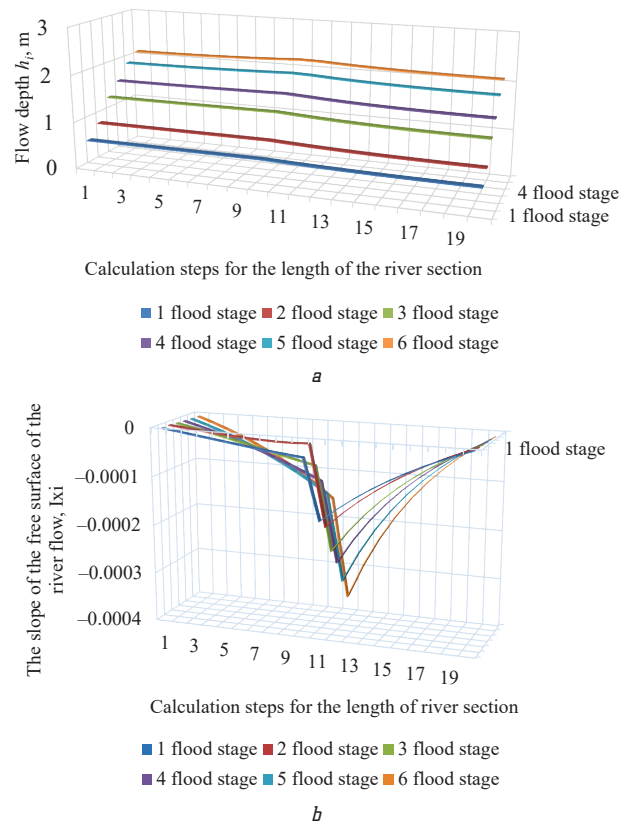 3
2
1
0
Flow depth hᵢ, m
1 3 5 7 9 11 13 15 17 19
4 flood stage
1 flood stage
Calculation steps for the length of the river section
1 flood stage 2 flood stage 3 flood stage
4 flood stage 5 flood stage 6 flood stage
a
0
−0.0001
−0.0002
−0.0003
−0.0004
The slope of the free surface of the
river flow, Ixi
1 flood stage
1 3 5 7 9 11 13 15 17 19
Calculation steps for the length of river section
1 flood stage 2 flood stage 3 flood stage
4 flood stage 5 flood stage 6 flood stage
b